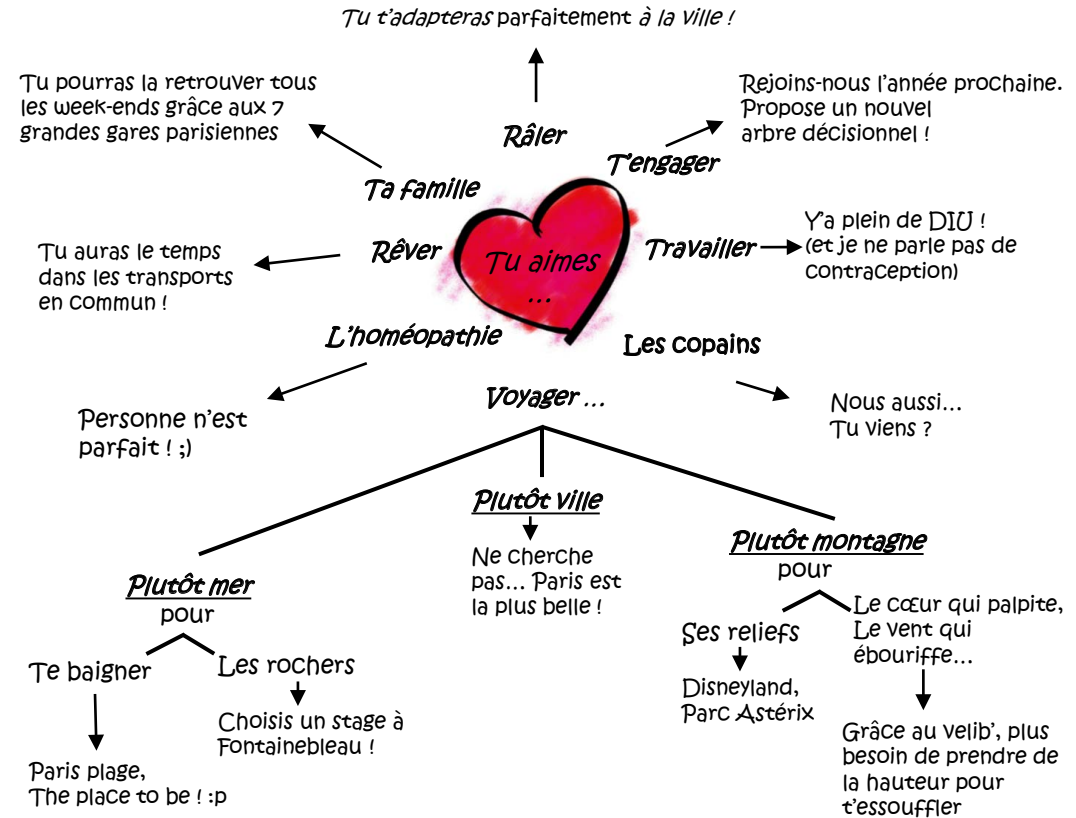 Tu t'adapteras parfaitement à la ville !
Tu pourras la retrouver tous
les week-ends grâce aux 7
grandes gares parisiennes
Rejoins-nous l'année prochaine.
Propose un nouvel
arbre décisionnel !
Râler
T'engager
Ta famille
Tu auras le temps
dans les transports
en commun !
Rêver
Tu aimes
...
Travailler
Y'a plein de DIU !
(et je ne parle pas de
contraception)
L'homéopathie
Les copains
Personne n'est
parfait ! ;)
Voyager ...
Nous aussi...
Tu viens ?
Plutôt ville
Ne cherche
pas... Paris est
la plus belle !
Plutôt mer
pour
Te baigner
Les rochers
Choisis un stage à
Fontainebleau !
Paris plage,
The place to be ! :p
Plutôt montagne
pour
Ses reliefs
Disneyland,
Parc Astérix
Le cœur qui palpite,
Le vent qui
ébouriffe...
Grâce au velib', plus
besoin de prendre de
la hauteur pour
t'essouffler